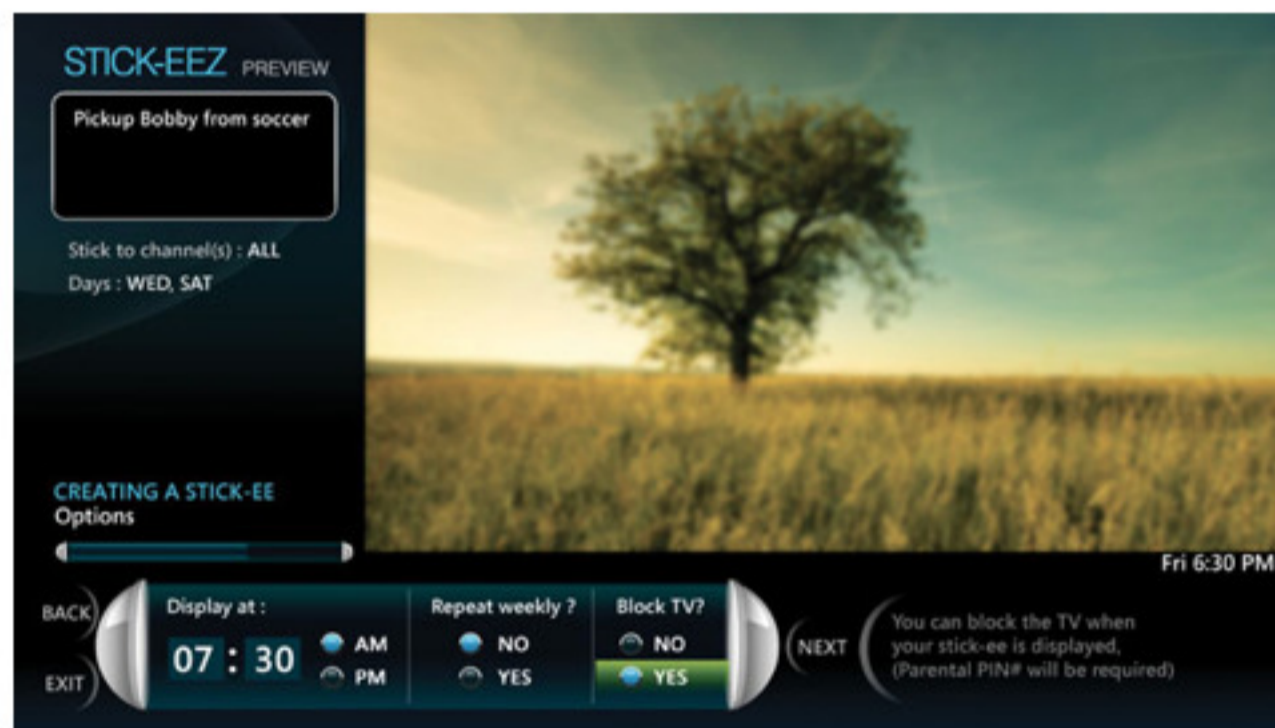 STICK-EEZ PREVIEW
Pickup Bobby from soccer
Stick to channel(s) : ALL
Days : WED, SAT
CREATING A STICK-EE
Options
Fri 6:30 PM
BACK
EXIT
Display at :
07 : 30
AM
PM
Repeat weekly ?
NO
YES
Block TV?
NO
YES
NEXT
You can block the TV when
your stick-ee is displayed,
(Parental PIN# will be required)